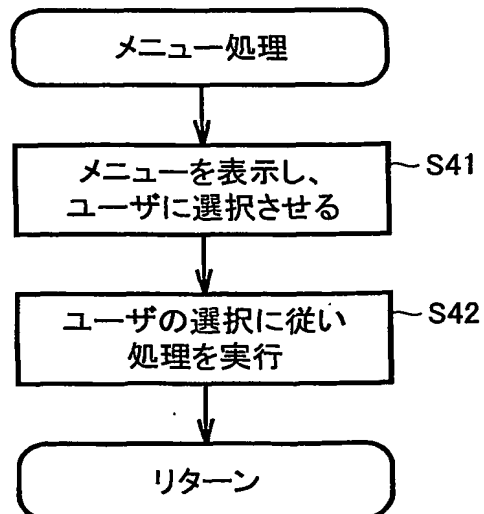 メニュー処理
メニューを表示し、
ユーザに選択させる
S41
ユーザの選択に従い
処理を実行
S42
リターン